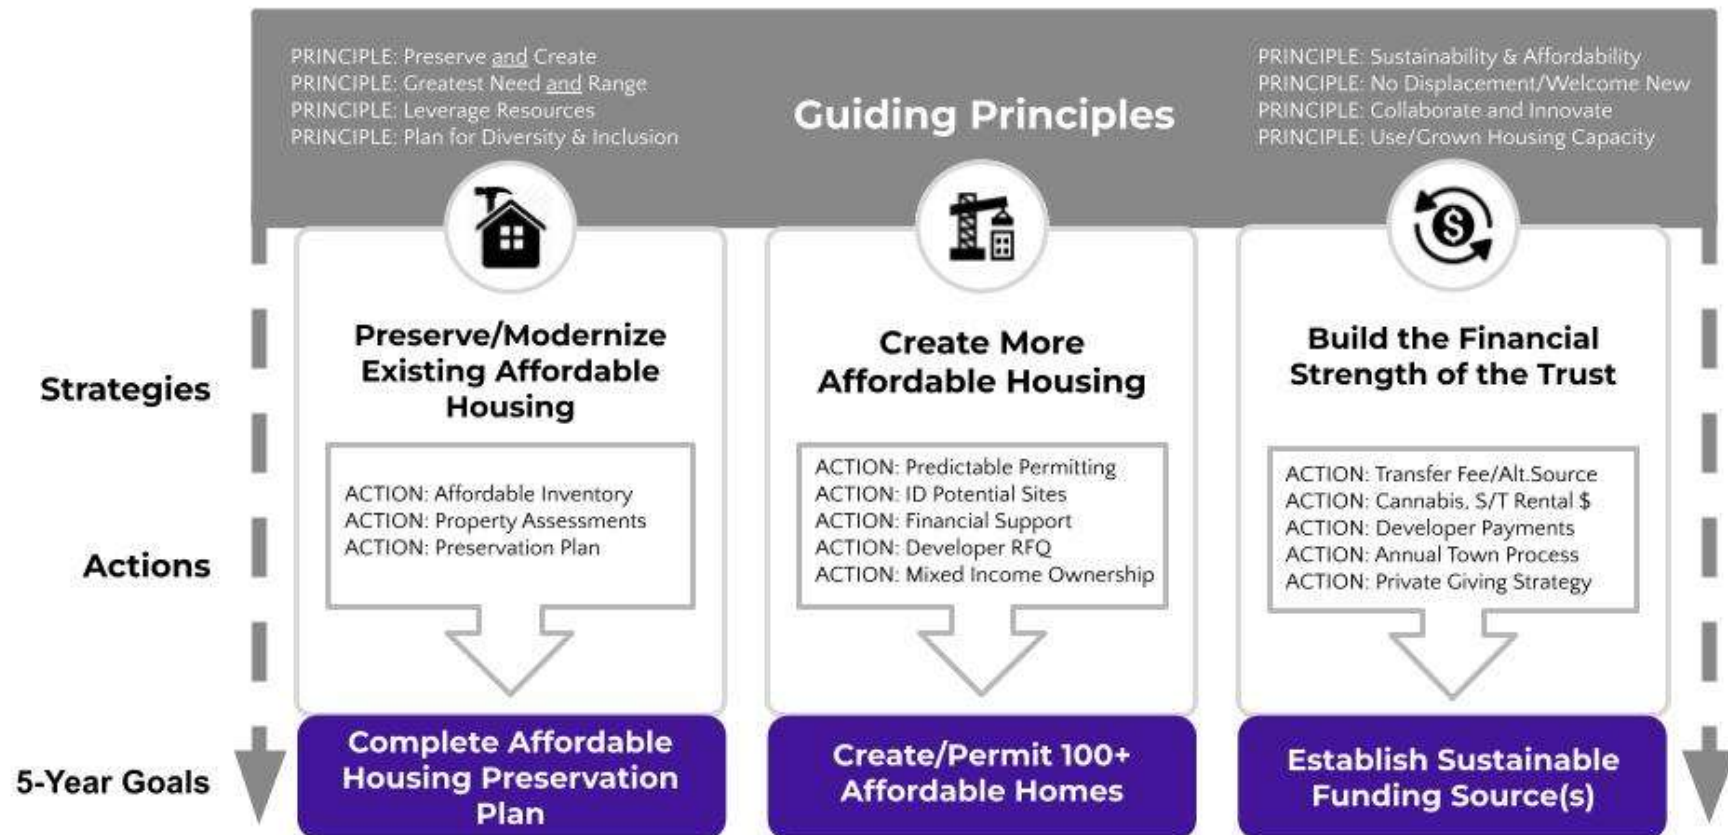 PRINCIPLE: Preserve and Create
PRINCIPLE: Greatest Need and Range
PRINCIPLE: Leverage Resources
PRINCIPLE: Plan for Diversity & Inclusion
Guiding Principles
PRINCIPLE: Sustainability & Affordability
PRINCIPLE: No Displacement/Welcome New
PRINCIPLE: Collaborate and Innovate
PRINCIPLE: Use/Grown Housing Capacity
Strategies
Preserve/Modernize
Existing Affordable
Housing
Create More
Affordable Housing
Build the Financial
Strength of the Trust
Actions
ACTION: Affordable Inventory
ACTION: Property Assessments
ACTION: Preservation Plan
ACTION: Predictable Permitting
ACTION: ID Potential Sites
ACTION: Financial Support
ACTION: Developer RFQ
ACTION: Mixed Income Ownership
ACTION: Transfer Fee/Alt.Source
ACTION: Cannabis, S/T Rental $
ACTION: Developer Payments
ACTION: Annual Town Process
ACTION: Private Giving Strategy
5-Year Goals
Complete Affordable
Housing Preservation
Plan
Create/Permit 100+
Affordable Homes
Establish Sustainable
Funding Source(s)